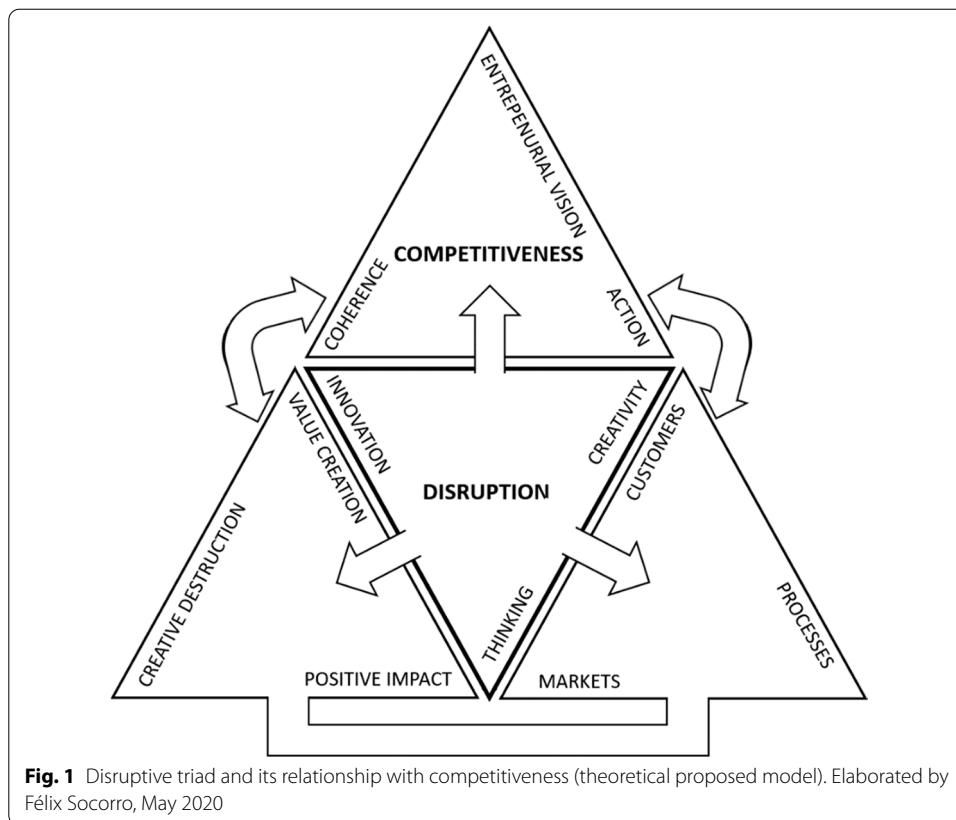 ENTREPENURIAL VISION
COMPETITIVENESS
COHERENCE
ACTION
INNOVATION
CREATIVITY
VALUE CREATION
CUSTOMERS
DISRUPTION
CREATIVE DESTRUCTION
THINKING
PROCESSES
POSITIVE IMPACT
MARKETS
Fig. 1 Disruptive triad and its relationship with competitiveness (theoretical proposed model). Elaborated by
Félix Socorro, May 2020